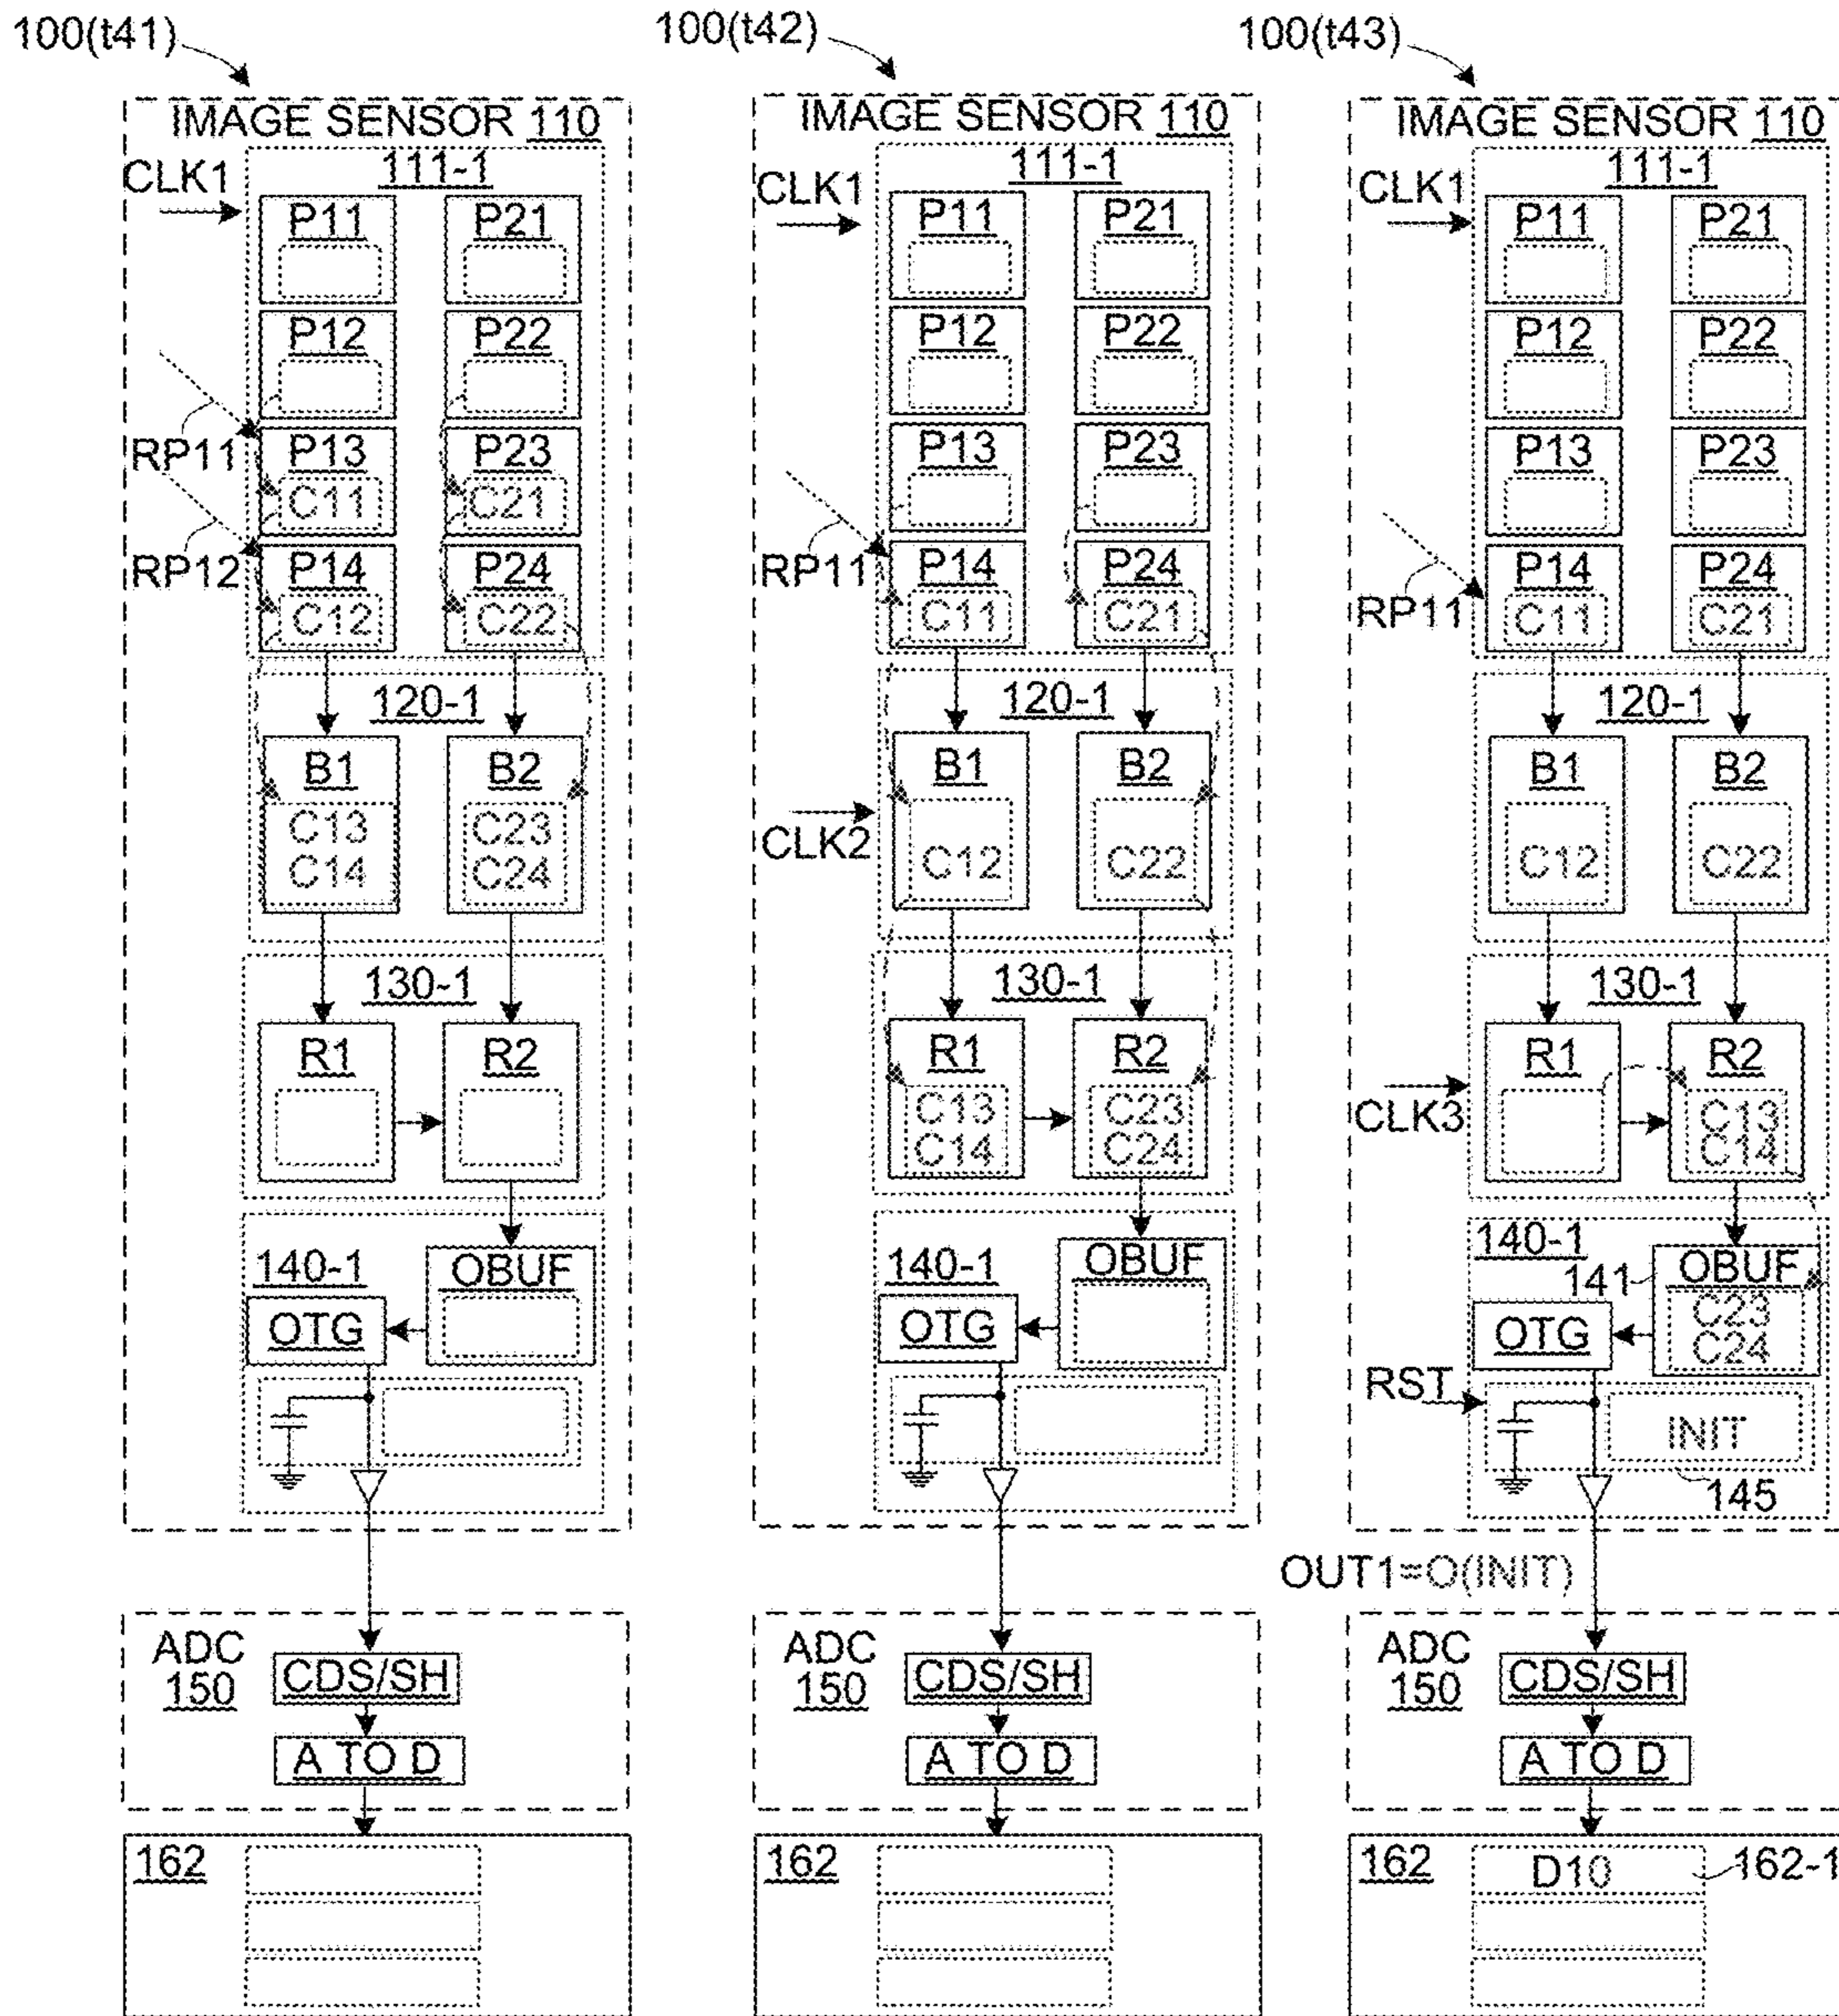 100(t41)
IMAGE SENSOR 110
CLK1
111-1
P11 P21
P12 P22
RP11
P13 P23
C11 C21
RP12
P14 P24
C12 C22
120-1
B1 B2
C13 C23
C14 C24
130-1
R1 R2
140-1
OBUF
OTG
ADC
150
CDS/SH
A TO D
162
100(t42)
IMAGE SENSOR 110
CLK1
111-1
P11 P21
P12 P22
P13 P23
RP11
P14 P24
C11 C21
120-1
B1 B2
CLK2
C12 C22
130-1
R1 R2
C13 C23
C14 C24
140-1
OBUF
OTG
ADC
150
CDS/SH
A TO D
162
100(t43)
IMAGE SENSOR 110
CLK1
111-1
P11 P21
P12 P22
P13 P23
RP11
P14 P24
C11 C21
120-1
B1 B2
C12 C22
130-1
R1 R2
CLK3
C13
C14
140-1
141
OBUF
C23
C24
OTG
RST
INIT
145
OUT1=O(INIT)
ADC
150
CDS/SH
A TO D
162
D10
162-1